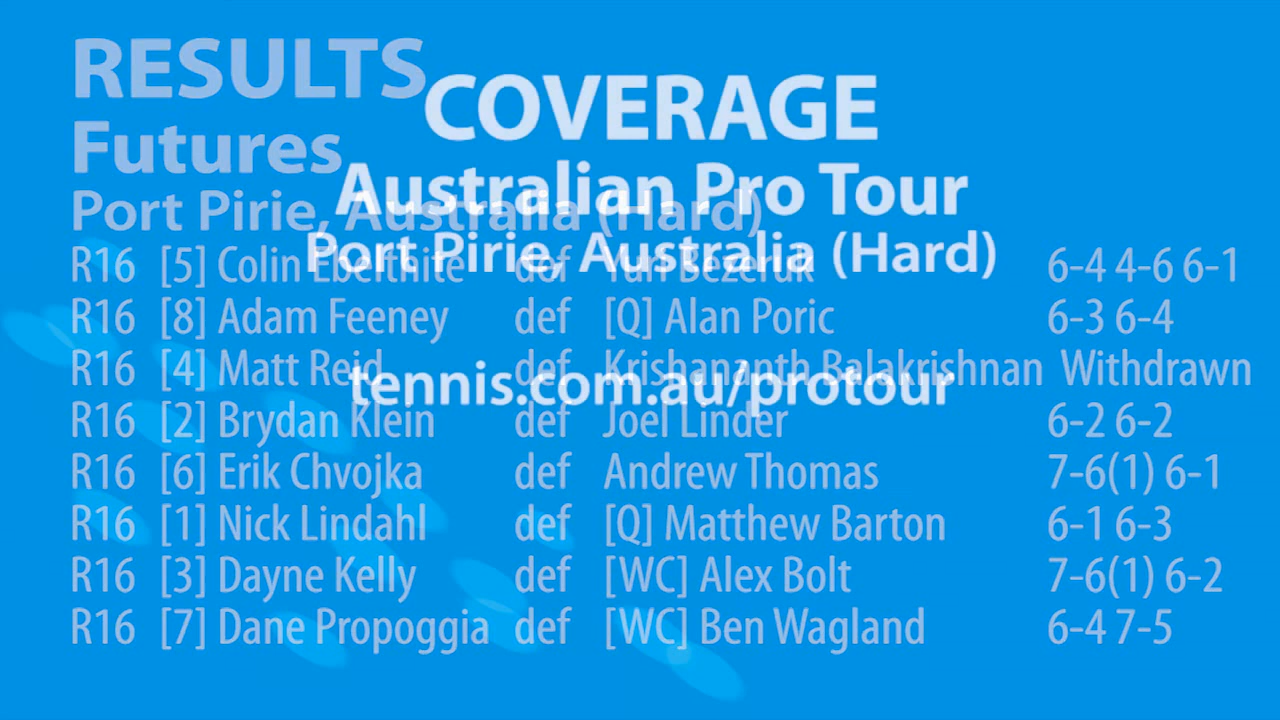 RESULTS
Futures
Port Pirie, Australia (Hard)
R16 [5] Colin Eberthite def Yuri Bezeruk 6-4 4-6 6-1
R16 [8] Adam Feeney def [Q] Alan Poric 6-3 6-4
R16 [4] Matt Reid def Krishananth Balakrishnan Withdrawn
R16 [2] Brydan Klein def Joel Linder 6-2 6-2
R16 [6] Erik Chvojka def Andrew Thomas 7-6(1) 6-1
R16 [1] Nick Lindahl def [Q] Matthew Barton 6-1 6-3
R16 [3] Dayne Kelly def [WC] Alex Bolt 7-6(1) 6-2
R16 [7] Dane Propoggia def [WC] Ben Wagland 6-4 7-5
COVERAGE
Australian Pro Tour
Port Pirie, Australia (Hard)
tennis.com.au/protour